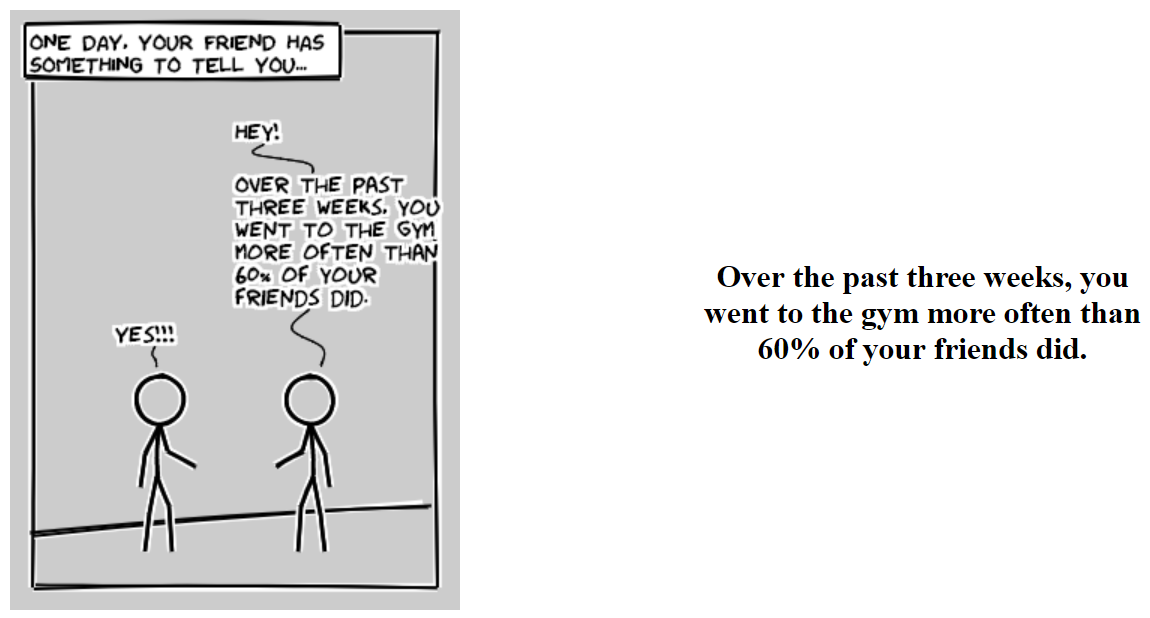 ONE DAY, YOUR FRIEND HAS
SOMETHING TO TELL YOU...
HEY!
OVER THE PAST
THREE WEEKS, YOU
WENT TO THE GYM
MORE OFTEN THAN
60% OF YOUR
FRIENDS DID.
YES!!!
Over the past three weeks, you
went to the gym more often than
60% of your friends did.